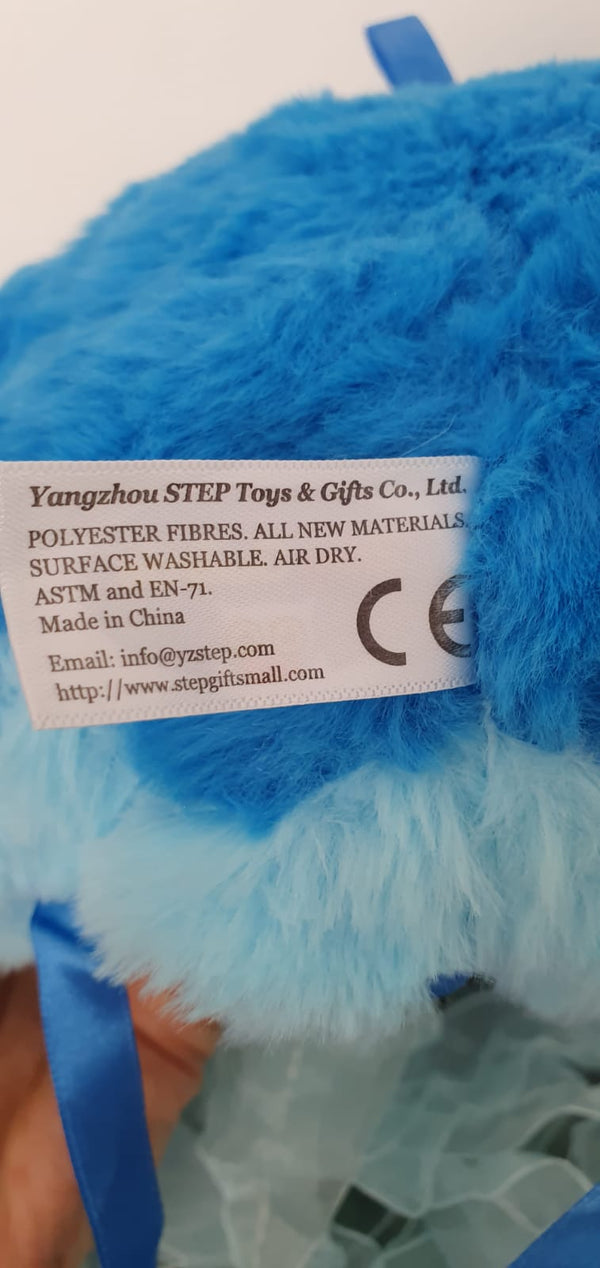 Yangzhou STEP Toys & Gifts Co., Ltd.
POLYESTER FIBRES. ALL NEW MATERIALS.
SURFACE WASHABLE. AIR DRY.
ASTM and EN-71.
Made in China
CE
Email: info@yzstep.com
http://www.stepgiftsmall.com